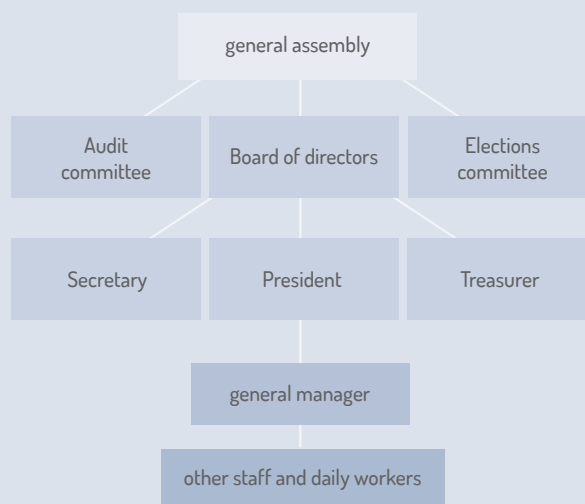 general assembly
Audit
committee
Board of directors
Elections
committee
Secretary
President
Treasurer
general manager
other staff and daily workers